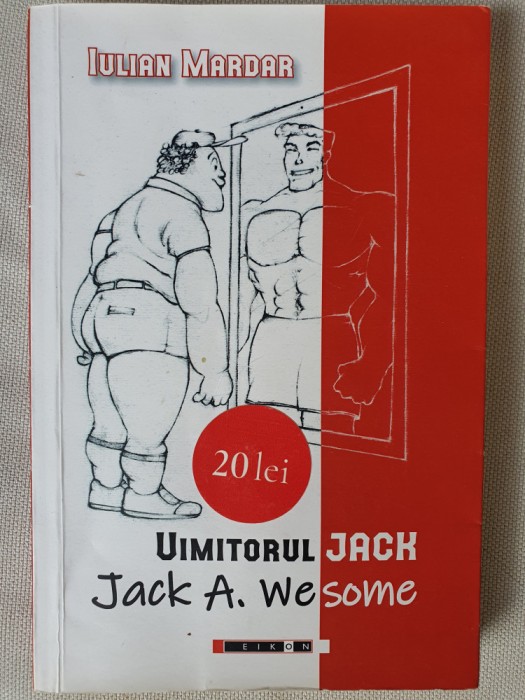 IULIAN MARDAR
20 lei
UIMITORUL JACK
Jack A. Wesome
EIKON